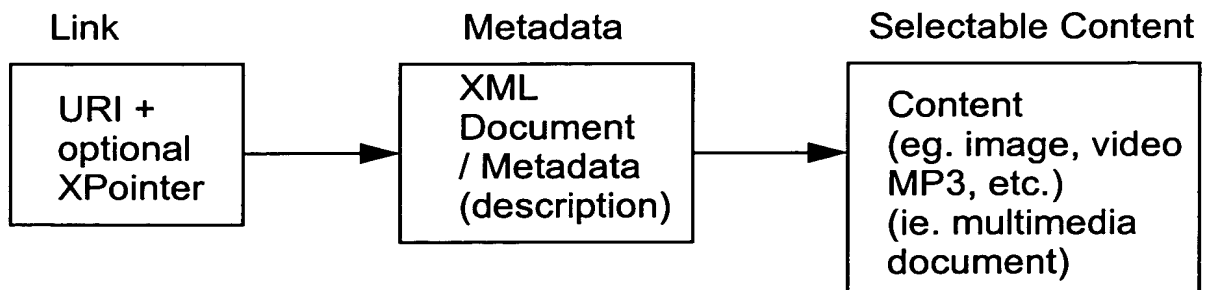 Link
URI +
optional
XPointer
Metadata
XML
Document
/ Metadata
(description)
Selectable Content
Content
(eg. image, video
MP3, etc.)
(ie. multimedia
document)